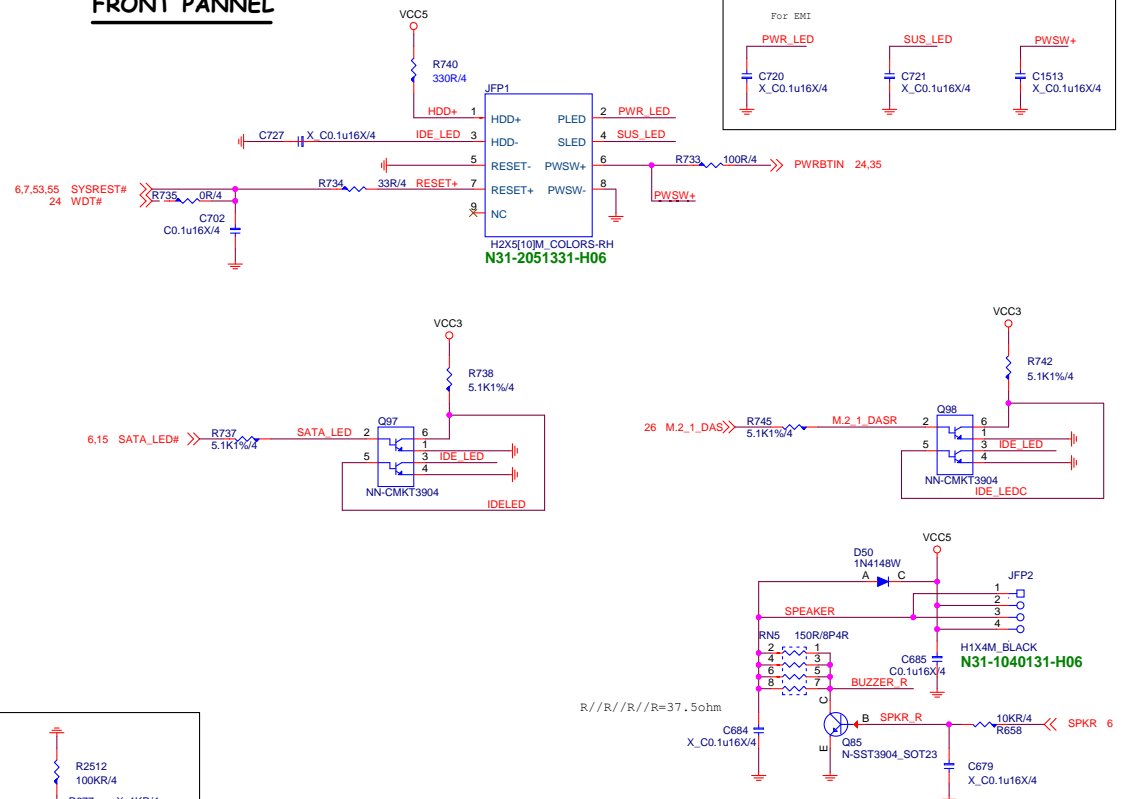 FRONT PANNEL
VCC5
R740
330R/4
JFP1
HDD+ 1 HDD+ PLED 2 PWR_LED
C727 X_C0.1u16X/4 IDE_LED 3 HDD- SLED 4 SUS_LED
5 RESET- PWSW+ 6 R733 100R/4 PWRBTIN 24,35
6,7,53,55 SYSREST# R734 33R/4 RESET+ 7 RESET+ PWSW- 8
PWSW+
24 WDT# R735 0R/4
9 NC
C702
C0.1u16X/4
H2X5[10]M_COLORS-RH
N31-2051331-H06
For EMI
PWR_LED SUS_LED PWSW+
C720 C721 C1513
X_C0.1u16X/4 X_C0.1u16X/4 X_C0.1u16X/4
VCC3
R738
5.1K1%/4
Q97
6,15 SATA_LED# R737 SATA_LED 2 6
5.1K1%/4
1
5 3 IDE_LED
4
NN-CMKT3904
IDELED
VCC3
R742
5.1K1%/4
Q98
26 M.2_1_DAS R745 M.2_1_DASR 2 6
5.1K1%/4
1
5 3 IDE_LED
4
NN-CMKT3904
IDE_LEDC
VCC5
D50
1N4148W
A C
JFP2
1
2
SPEAKER 3
4
RN5 150R/8P4R
2 1
4 3
6 5
8 7
H1X4M_BLACK
N31-1040131-H06
C685
C0.1u16X/4
BUZZER_R
R//R//R//R=37.5ohm
C
B SPKR_R 10KR/4 SPKR 6
R658
E
C684
X_C0.1u16X/4
Q85
N-SST3904_SOT23
C679
X_C0.1u16X/4
R2512
100KR/4